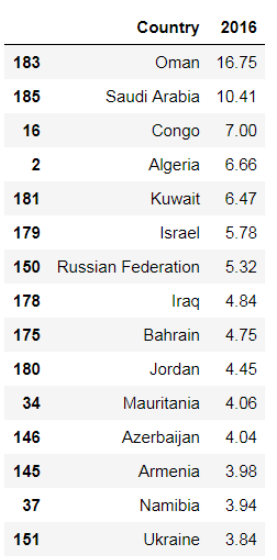 Country 2016
183 Oman 16.75
185 Saudi Arabia 10.41
16 Congo 7.00
2 Algeria 6.66
181 Kuwait 6.47
179 Israel 5.78
150 Russian Federation 5.32
178 Iraq 4.84
175 Bahrain 4.75
180 Jordan 4.45
34 Mauritania 4.06
146 Azerbaijan 4.04
145 Armenia 3.98
37 Namibia 3.94
151 Ukraine 3.84